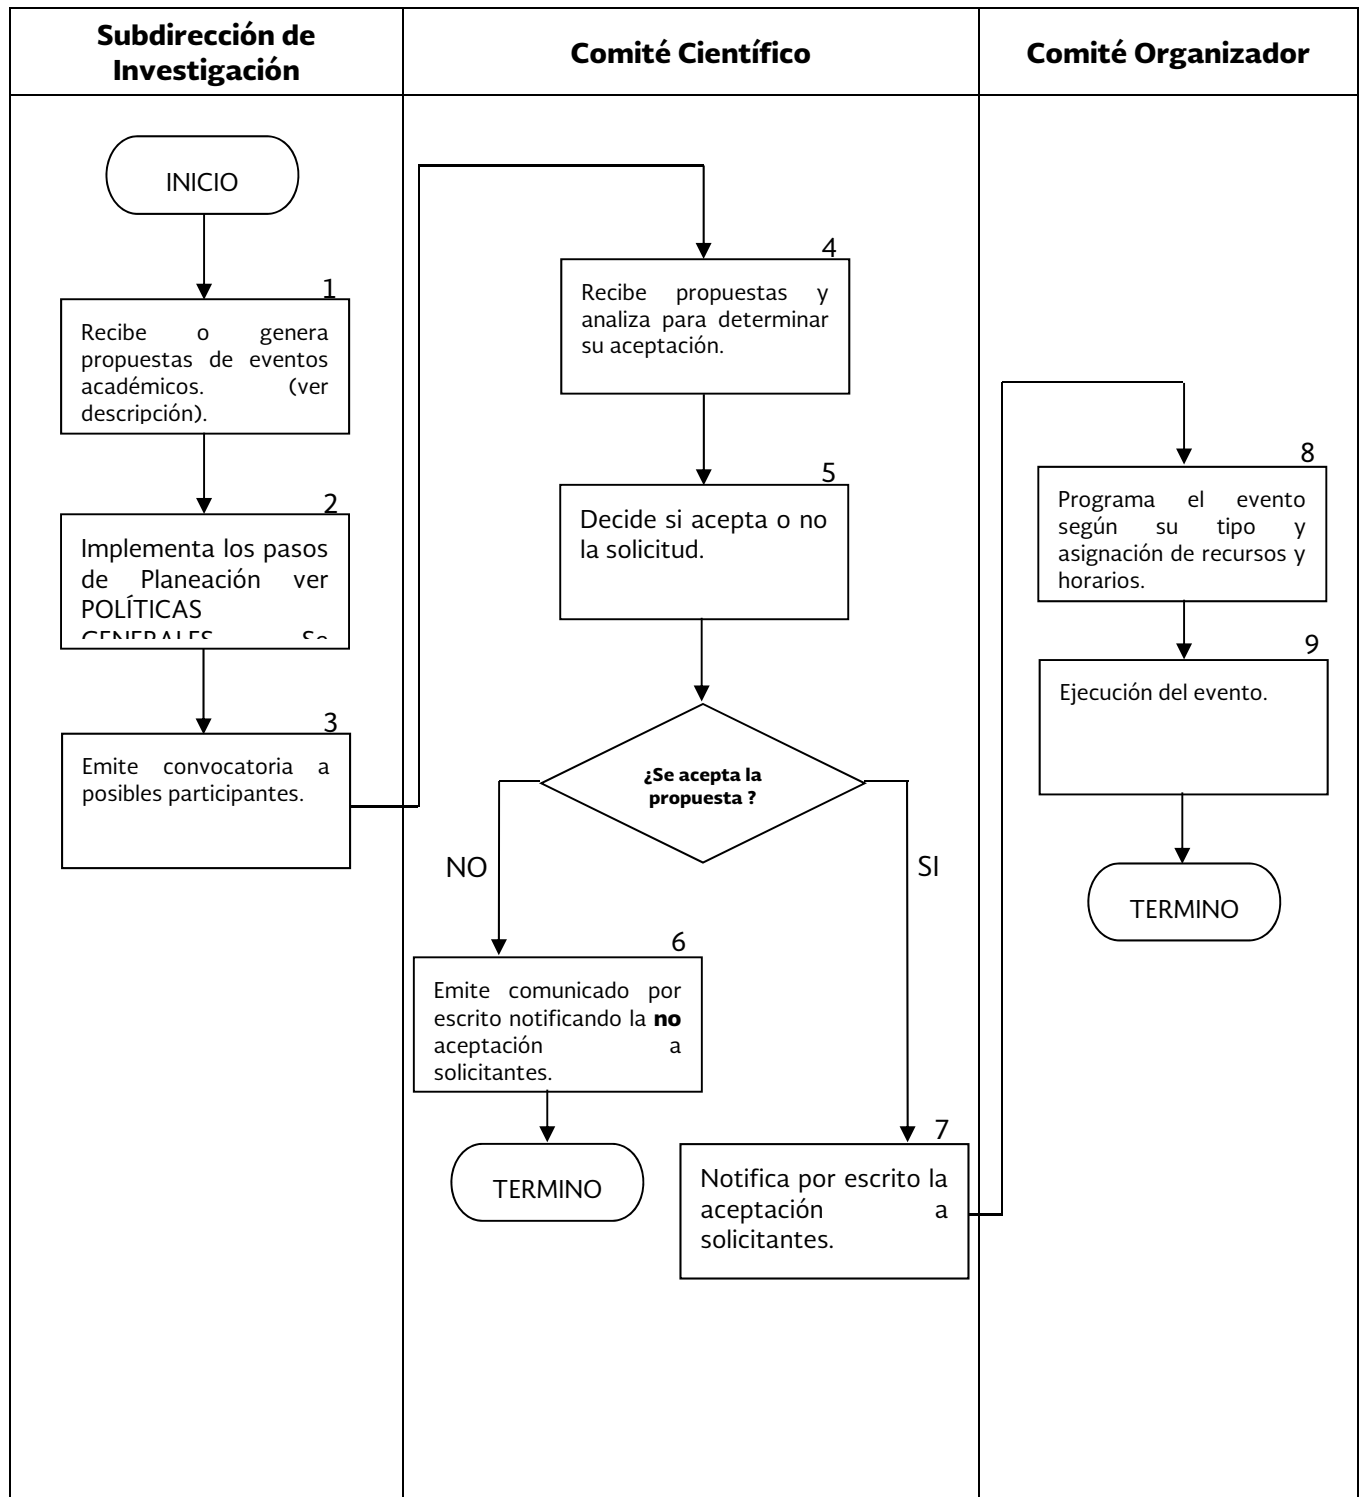 Subdirección de
Investigación
Comité Científico
Comité Organizador
INICIO
1
Recibe o genera
propuestas de eventos
académicos. (ver
descripción).
2
Implementa los pasos
de Planeación ver
POLÍTICAS
GENERALES Se
3
Emite convocatoria a
posibles participantes.
4
Recibe propuestas y
analiza para determinar
su aceptación.
5
Decide si acepta o no
la solicitud.
¿Se acepta la
propuesta ?
NO
SI
6
Emite comunicado por
escrito notificando la no
aceptación a
solicitantes.
TERMINO
7
Notifica por escrito la
aceptación a
solicitantes.
8
Programa el evento
según su tipo y
asignación de recursos y
horarios.
9
Ejecución del evento.
TERMINO